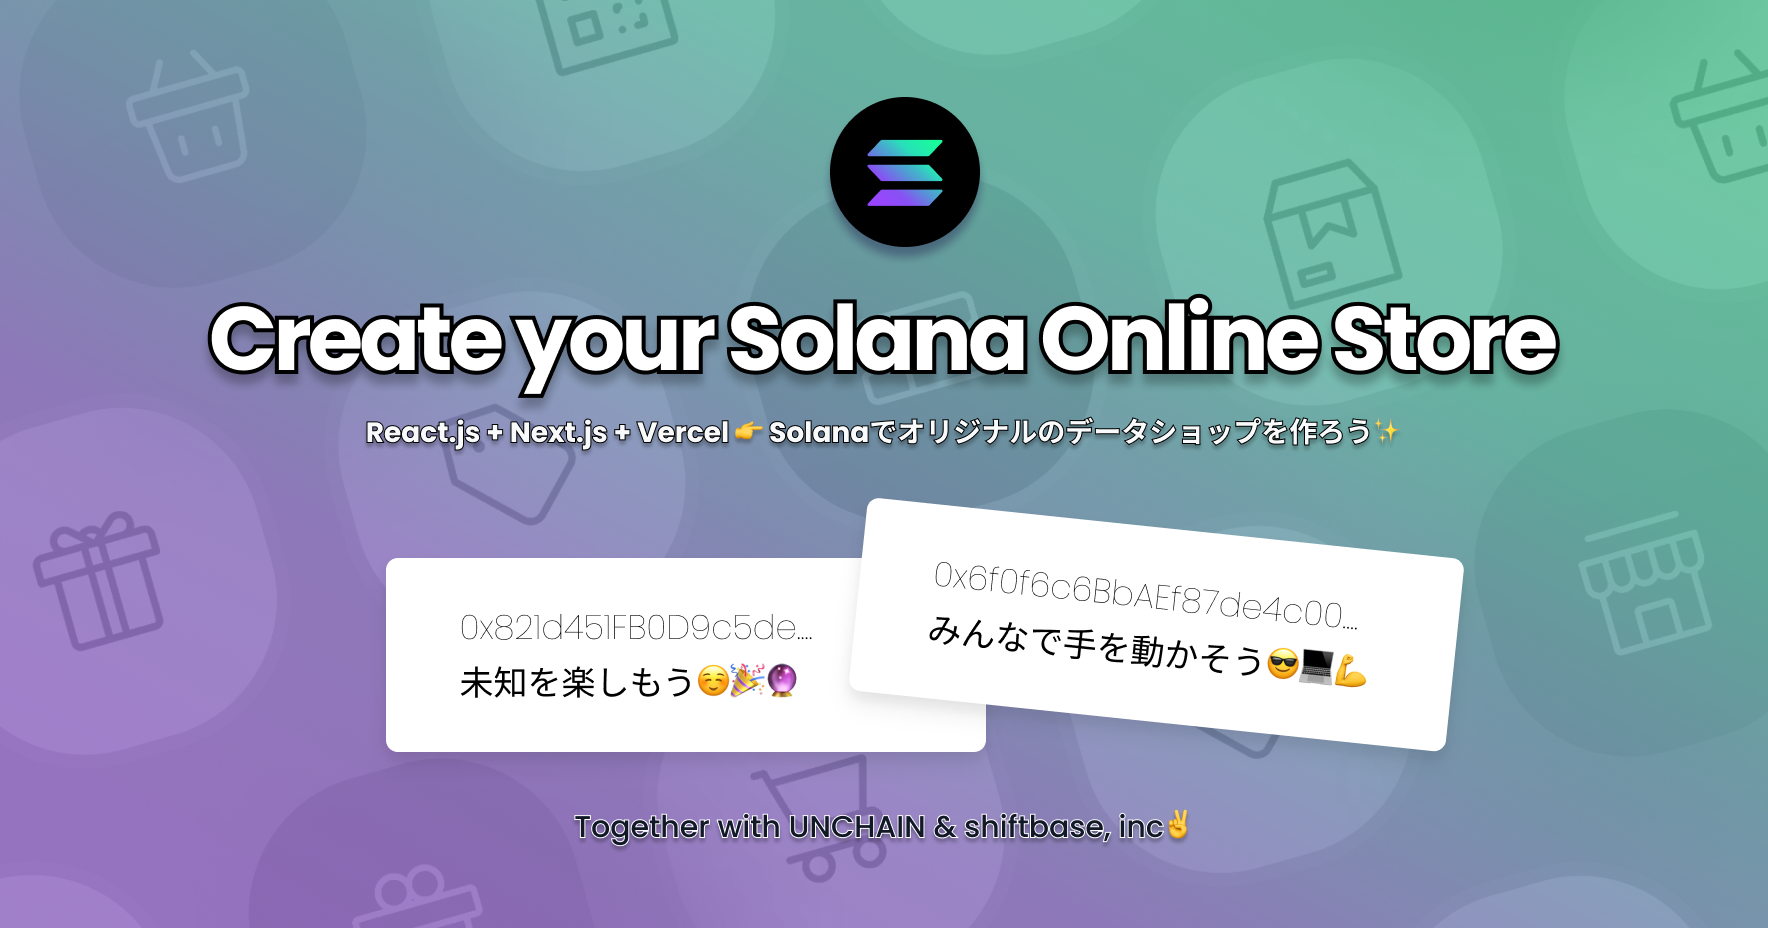 Create your Solana Online Store
React.js + Next.js + Vercel 👉 Solanaでオリジナルのデータショップを作ろう✨
0x6f0f6c6BbAEf87de4c00...
みんなで手を動かそう😎💻💪
0x821d451FB0D9c5de...
未知を楽しもう☺️🎉🔮
Together with UNCHAIN & shiftbase, inc✌️